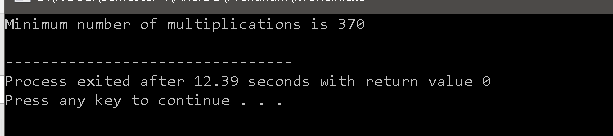 Minimum number of multiplications is 370
--------------------------------
Process exited after 12.39 seconds with return value 0
Press any key to continue . . .